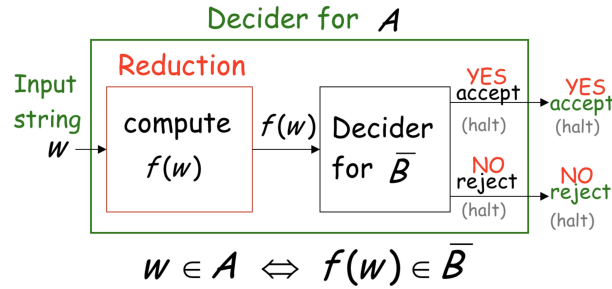 Decider for A
Reduction
Input
string
w
compute
f(w)
f(w)
Decider
for B̅
YES
accept
(halt)
NO
reject
(halt)
YES
accept
(halt)
NO
reject
(halt)
w ∈ A ⇔ f(w) ∈ B̅